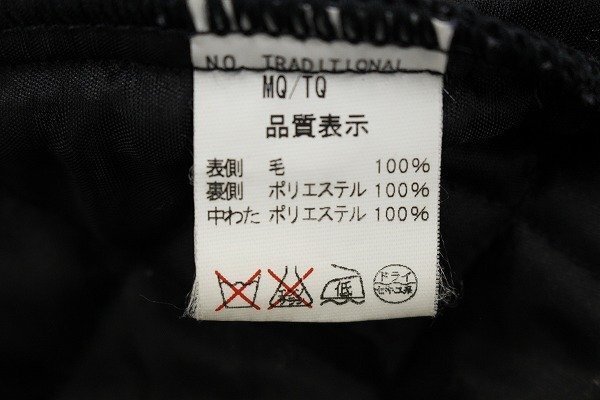 NO. TRADITIONAL
MQ/TQ
品質表示
表側 毛 100%
裏側 ポリエステル 100%
中わた ポリエステル 100%
低 ドライ